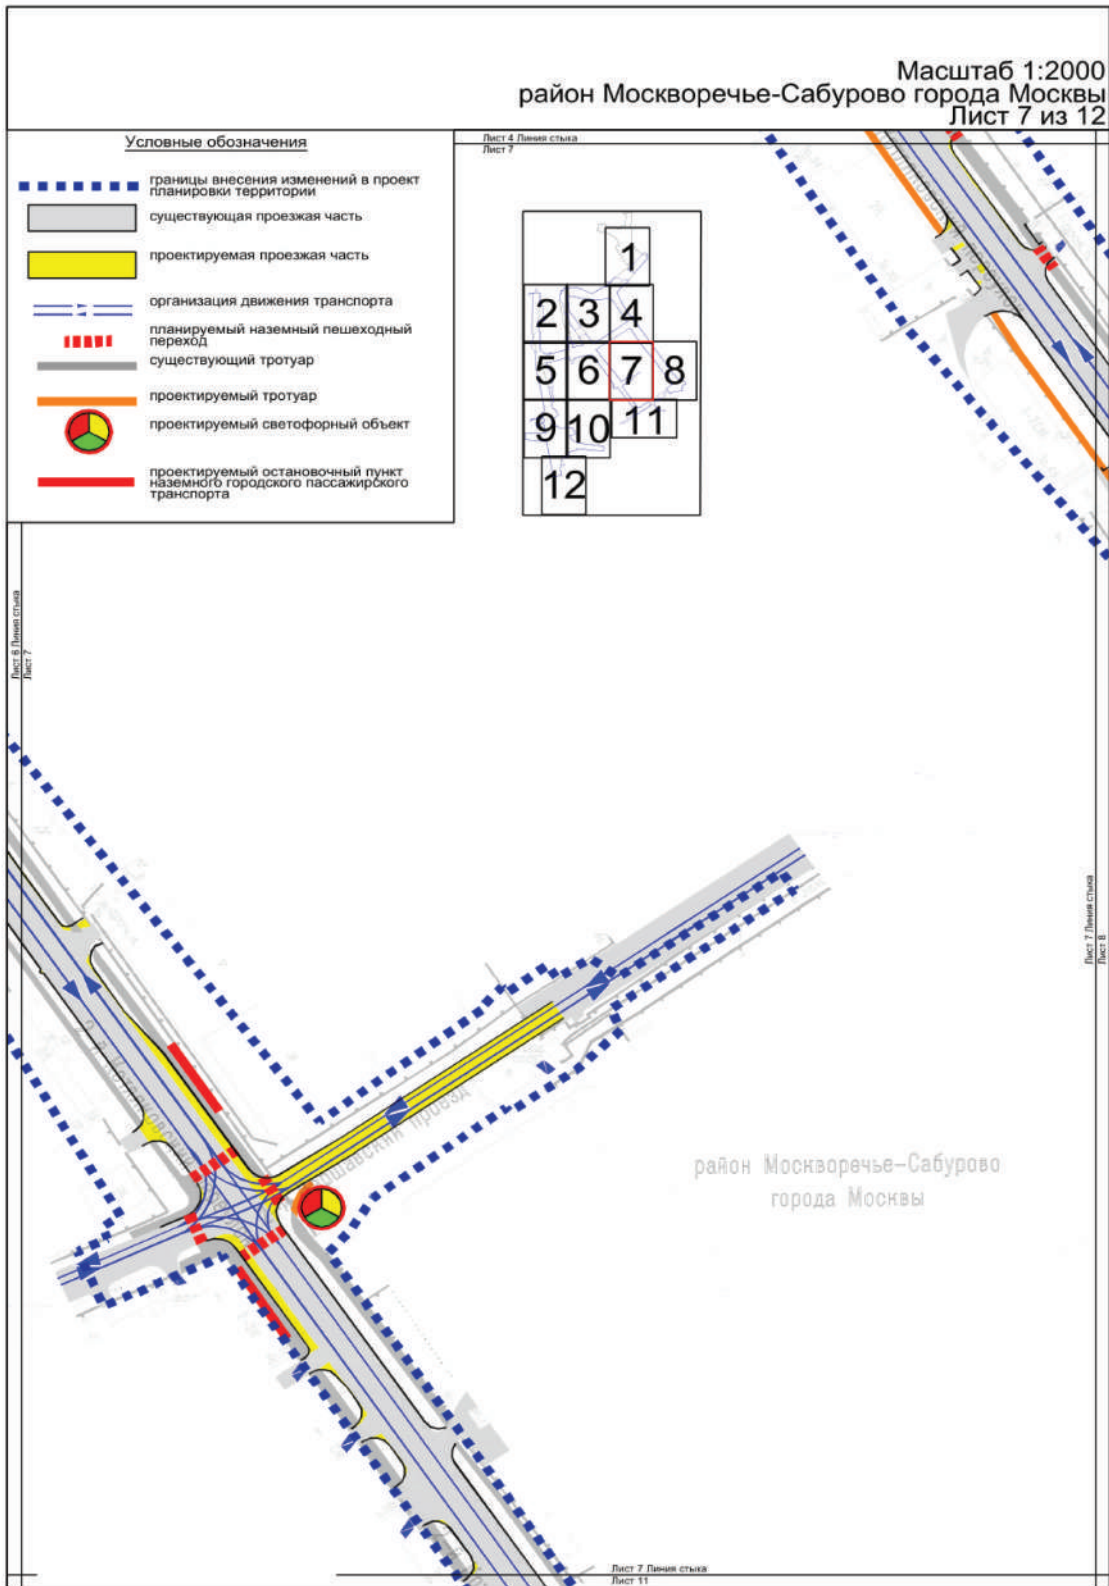 Масштаб 1:2000
район Москворечье-Сабурово города Москвы
Лист 7 из 12
Условные обозначения
границы внесения изменений в проект
планировки территории
существующая проезжая часть
проектируемая проезжая часть
организация движения транспорта
планируемый наземный пешеходный
переход
существующий тротуар
проектируемый тротуар
проектируемый светофорный объект
проектируемый остановочный пункт
наземного городского пассажирского
транспорта
Лист 4 Линия стыка
Лист 7
1
2 3 4
5 6 7 8
9 10 11
12
Лист 6 Линия стыка
Лист 7
Лист 7 Линия стыка
Лист 8
2-й Котляковский
проезд
район Москворечье-Сабурово
города Москвы
Лист 7 Линия стыка
Лист 11